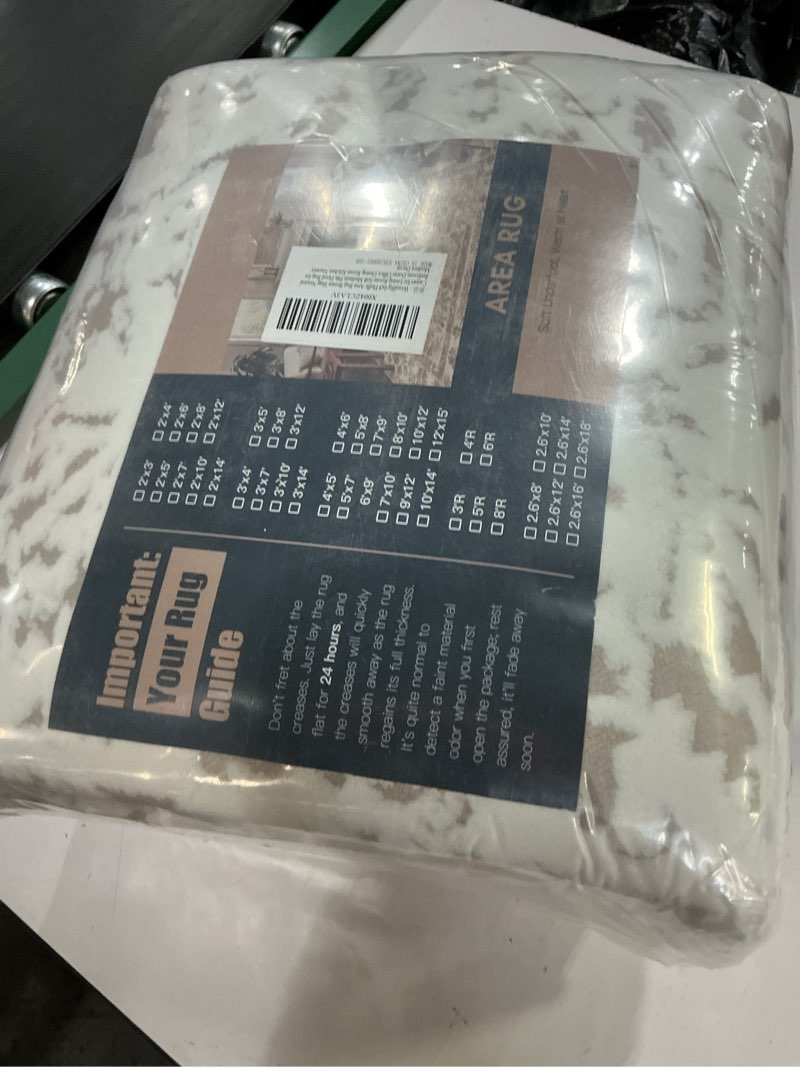 Important:
Your Rug
Guide
Don't fret about the
creases. Just lay the rug
flat for 24 hours, and
the creases will quickly
smooth away as the rug
regains its full thickness.
It's quite normal to
detect a faint material
odor when you first
open the package; rest
assured, it'll fade away
soon.
☐ 2'x3' ☐ 2'x4'
☐ 2'x5' ☐ 2'x6'
☐ 2'x7' ☐ 2'x8'
☐ 2'x10' ☐ 2'x12'
☐ 2'x14'
☐ 3'x4' ☐ 3'x5'
☐ 3'x7' ☐ 3'x8'
☐ 3'x10' ☐ 3'x12'
☐ 3'x14'
☐ 4'x5' ☐ 4'x6'
☐ 5'x7' ☐ 5'x8'
6'x9' ☐ 7'x9'
☐ 7'x10' ☐ 8'x10'
☐ 9'x12' ☐ 10'x12'
☐ 10'x14' ☐ 12'x15'
☐ 3'R ☐ 4'R
☐ 5'R ☐ 6'R
☐ 8'R
☐ 2.6'x8' ☐ 2.6'x10'
☐ 2.6'x12' ☐ 2.6'x14'
☐ 2.6'x16' ☐ 2.6'x18'
AREA RUG
Soft Underfoot, Warm at Heart